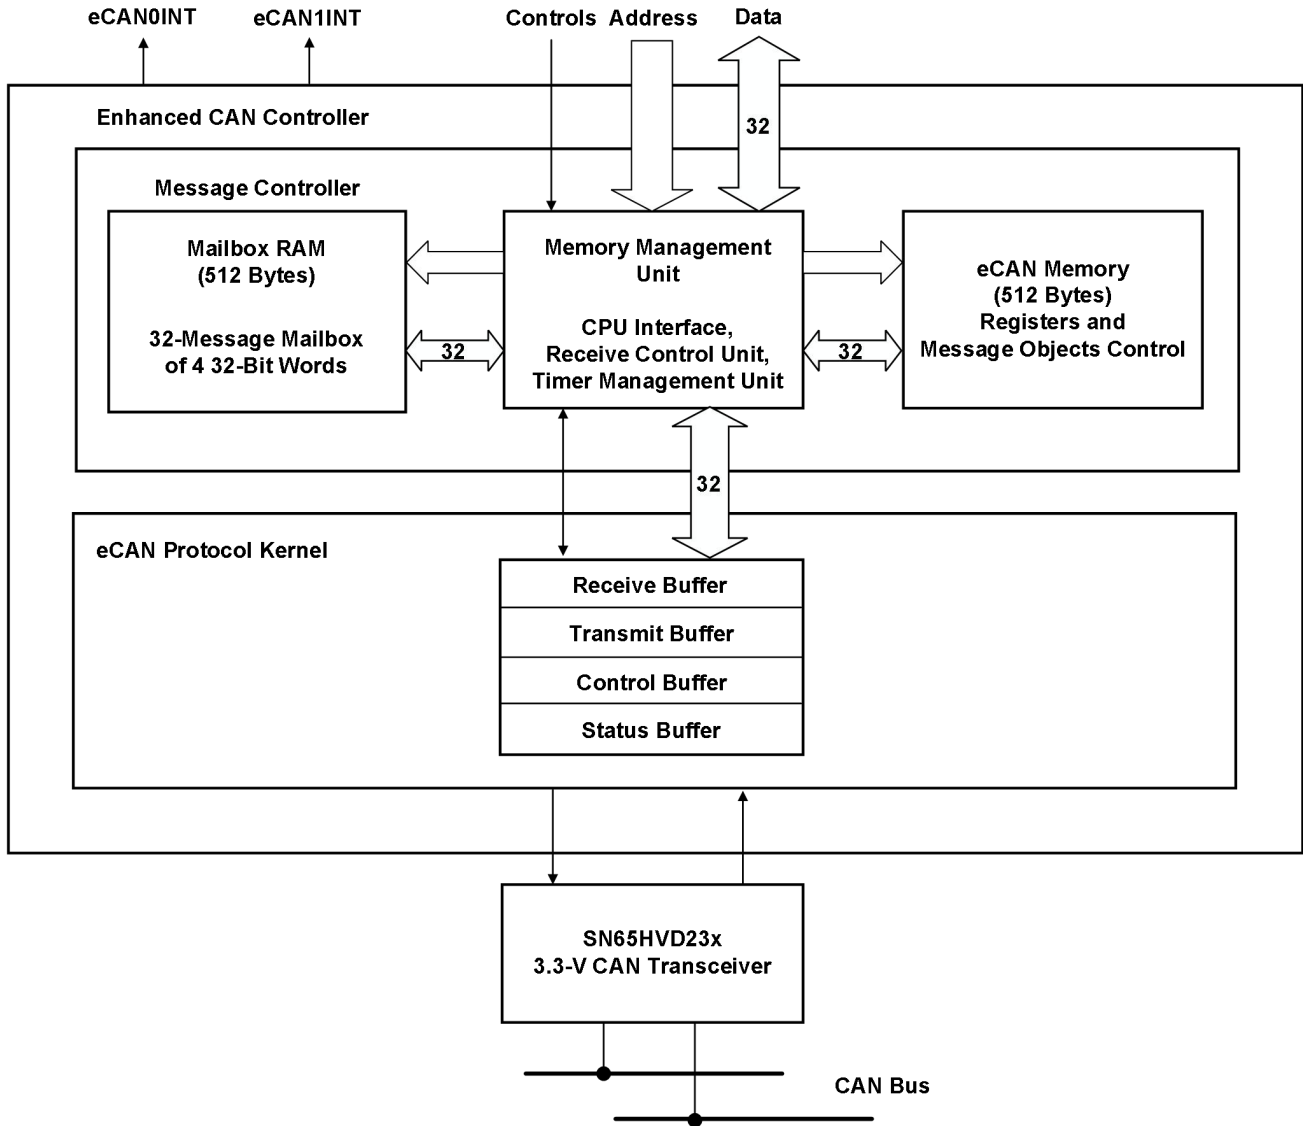 eCAN0INT
eCAN1INT
Controls
Address
Data
32
Enhanced CAN Controller
Message Controller
Mailbox RAM
(512 Bytes)
32-Message Mailbox
of 4 32-Bit Words
32
Memory Management
Unit
CPU Interface,
Receive Control Unit,
Timer Management Unit
32
eCAN Memory
(512 Bytes)
Registers and
Message Objects Control
32
eCAN Protocol Kernel
Receive Buffer
Transmit Buffer
Control Buffer
Status Buffer
SN65HVD23x
3.3-V CAN Transceiver
CAN Bus